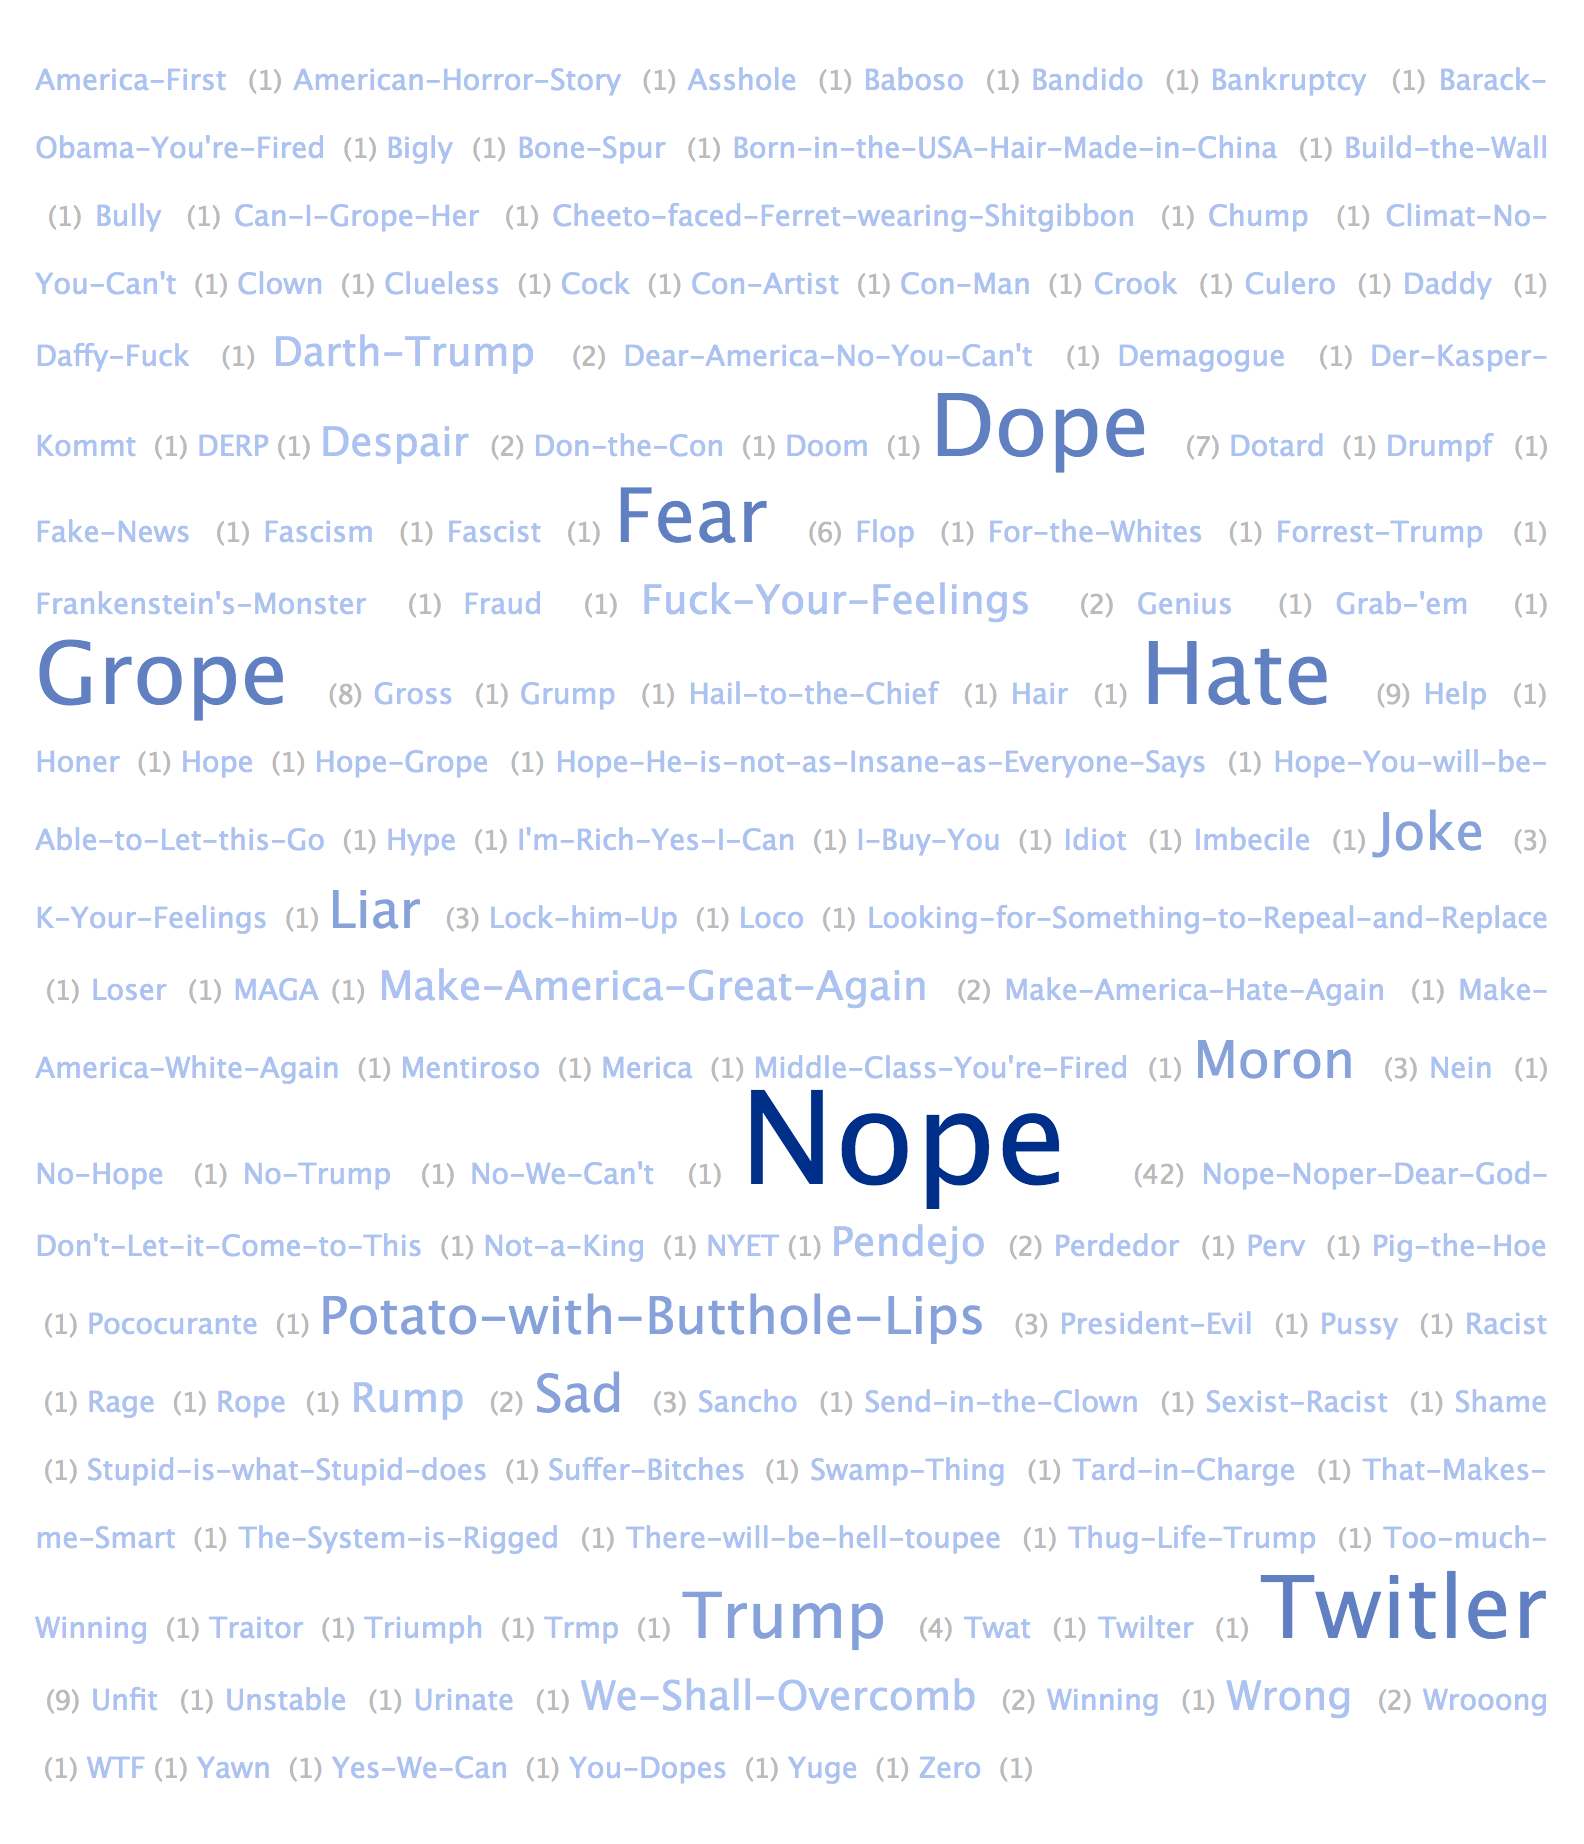 America-First (1) American-Horror-Story (1) Asshole (1) Baboso (1) Bandido (1) Bankruptcy (1) Barack-
Obama-You're-Fired (1) Bigly (1) Bone-Spur (1) Born-in-the-USA-Hair-Made-in-China (1) Build-the-Wall
(1) Bully (1) Can-I-Grope-Her (1) Cheeto-faced-Ferret-wearing-Shitgibbon (1) Chump (1) Climat-No-
You-Can't (1) Clown (1) Clueless (1) Cock (1) Con-Artist (1) Con-Man (1) Crook (1) Culero (1) Daddy (1)
Daffy-Fuck (1) Darth-Trump (2) Dear-America-No-You-Can't (1) Demagogue (1) Der-Kasper-
Kommt (1) DERP (1) Despair (2) Don-the-Con (1) Doom (1) Dope (7) Dotard (1) Drumpf (1)
Fake-News (1) Fascism (1) Fascist (1) Fear (6) Flop (1) For-the-Whites (1) Forrest-Trump (1)
Frankenstein's-Monster (1) Fraud (1) Fuck-Your-Feelings (2) Genius (1) Grab-'em (1)
Grope (8) Gross (1) Grump (1) Hail-to-the-Chief (1) Hair (1) Hate (9) Help (1)
Honer (1) Hope (1) Hope-Grope (1) Hope-He-is-not-as-Insane-as-Everyone-Says (1) Hope-You-will-be-
Able-to-Let-this-Go (1) Hype (1) I'm-Rich-Yes-I-Can (1) I-Buy-You (1) Idiot (1) Imbecile (1) Joke (3)
K-Your-Feelings (1) Liar (3) Lock-him-Up (1) Loco (1) Looking-for-Something-to-Repeal-and-Replace
(1) Loser (1) MAGA (1) Make-America-Great-Again (2) Make-America-Hate-Again (1) Make-
America-White-Again (1) Mentiroso (1) Merica (1) Middle-Class-You're-Fired (1) Moron (3) Nein (1)
No-Hope (1) No-Trump (1) No-We-Can't (1) Nope (42) Nope-Noper-Dear-God-
Don't-Let-it-Come-to-This (1) Not-a-King (1) NYET (1) Pendejo (2) Perdedor (1) Perv (1) Pig-the-Hoe
(1) Pococurante (1) Potato-with-Butthole-Lips (3) President-Evil (1) Pussy (1) Racist
(1) Rage (1) Rope (1) Rump (2) Sad (3) Sancho (1) Send-in-the-Clown (1) Sexist-Racist (1) Shame
(1) Stupid-is-what-Stupid-does (1) Suffer-Bitches (1) Swamp-Thing (1) Tard-in-Charge (1) That-Makes-
me-Smart (1) The-System-is-Rigged (1) There-will-be-hell-toupee (1) Thug-Life-Trump (1) Too-much-
Winning (1) Traitor (1) Triumph (1) Trmp (1) Trump (4) Twat (1) Twilter (1) Twitler
(9) Unfit (1) Unstable (1) Urinate (1) We-Shall-Overcomb (2) Winning (1) Wrong (2) Wrooong
(1) WTF (1) Yawn (1) Yes-We-Can (1) You-Dopes (1) Yuge (1) Zero (1)